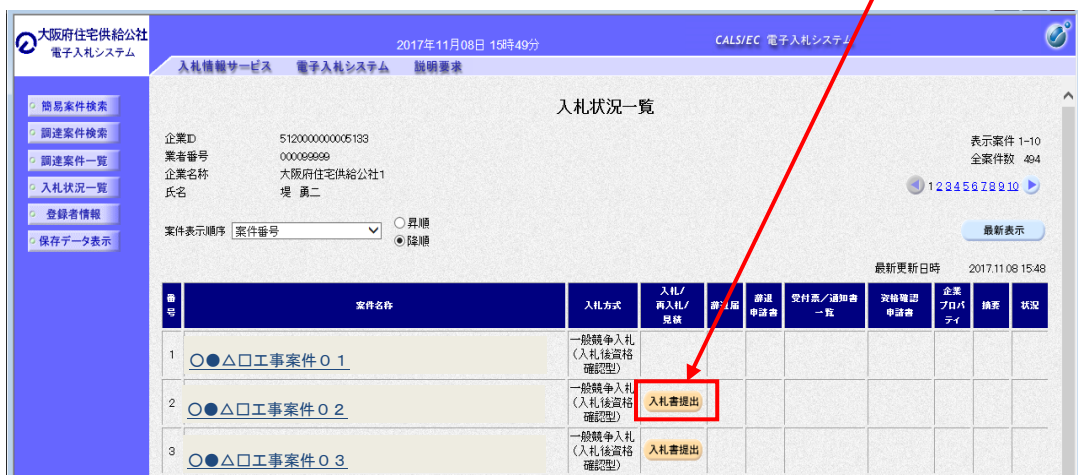 大阪府住宅供給公社
電子入札システム
2017年11月08日 15時49分
CALS/EC 電子入札システム
入札情報サービス 電子入札システム 説明要求
簡易案件検索
調達案件検索
調達案件一覧
入札状況一覧
登録者情報
保存データ表示
入札状況一覧
企業ID 5120000000005133
業者番号 000099999
企業名称 大阪府住宅供給公社1
氏名 堤 勇二
表示案件 1-10
全案件数 494
1 2 3 4 5 6 7 8 9 10
案件表示順序 案件番号
昇順
降順
最新表示
最新更新日時 2017.11.08 15:48
番号 案件名称 入札方式 入札/再入札/見積 辞退届 辞退申請書 受付票/通知書一覧 資格確認申請書 企業プロパティ 摘要 状況
1 〇●△□工事案件01 一般競争入札(入札後資格確認型)
2 〇●△□工事案件02 一般競争入札(入札後資格確認型) 入札書提出
3 〇●△□工事案件03 一般競争入札(入札後資格確認型) 入札書提出